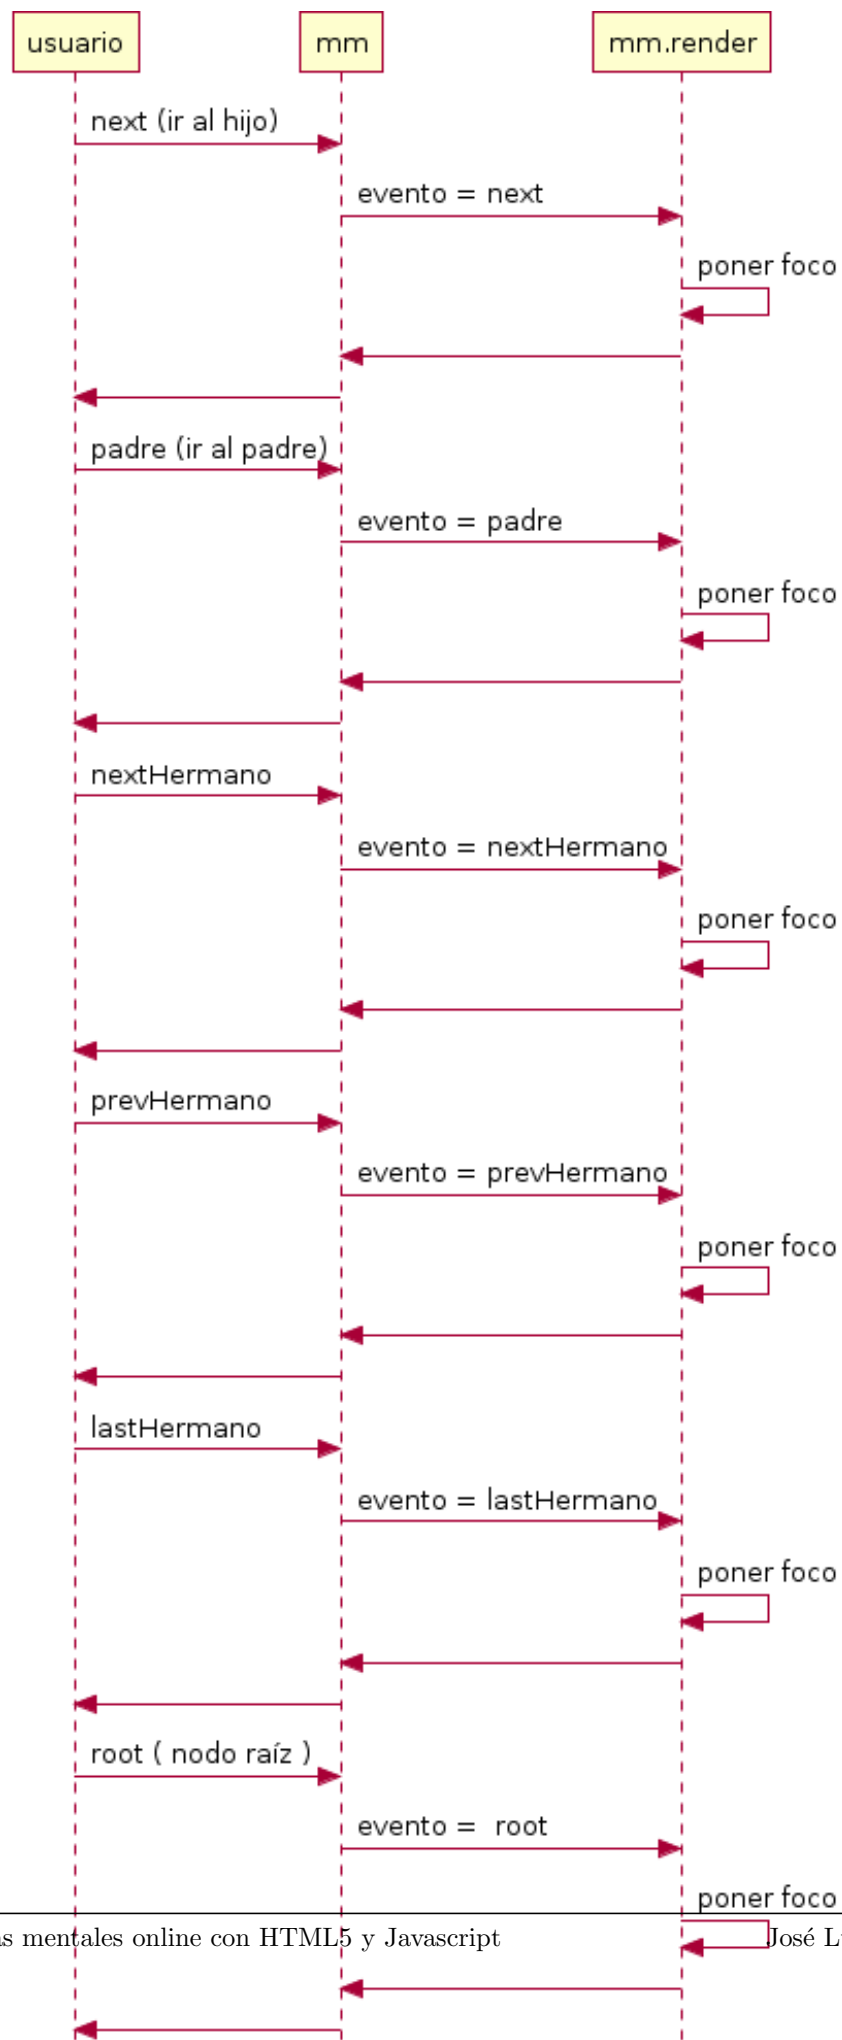 usuario mm mm.render
next (ir al hijo)
evento = next
poner foco
padre (ir al padre)
evento = padre
poner foco
nextHermano
evento = nextHermano
poner foco
prevHermano
evento = prevHermano
poner foco
lastHermano
evento = lastHermano
poner foco
root ( nodo raíz )
evento =  root
poner foco
mentales online con HTML5 y Javascript José